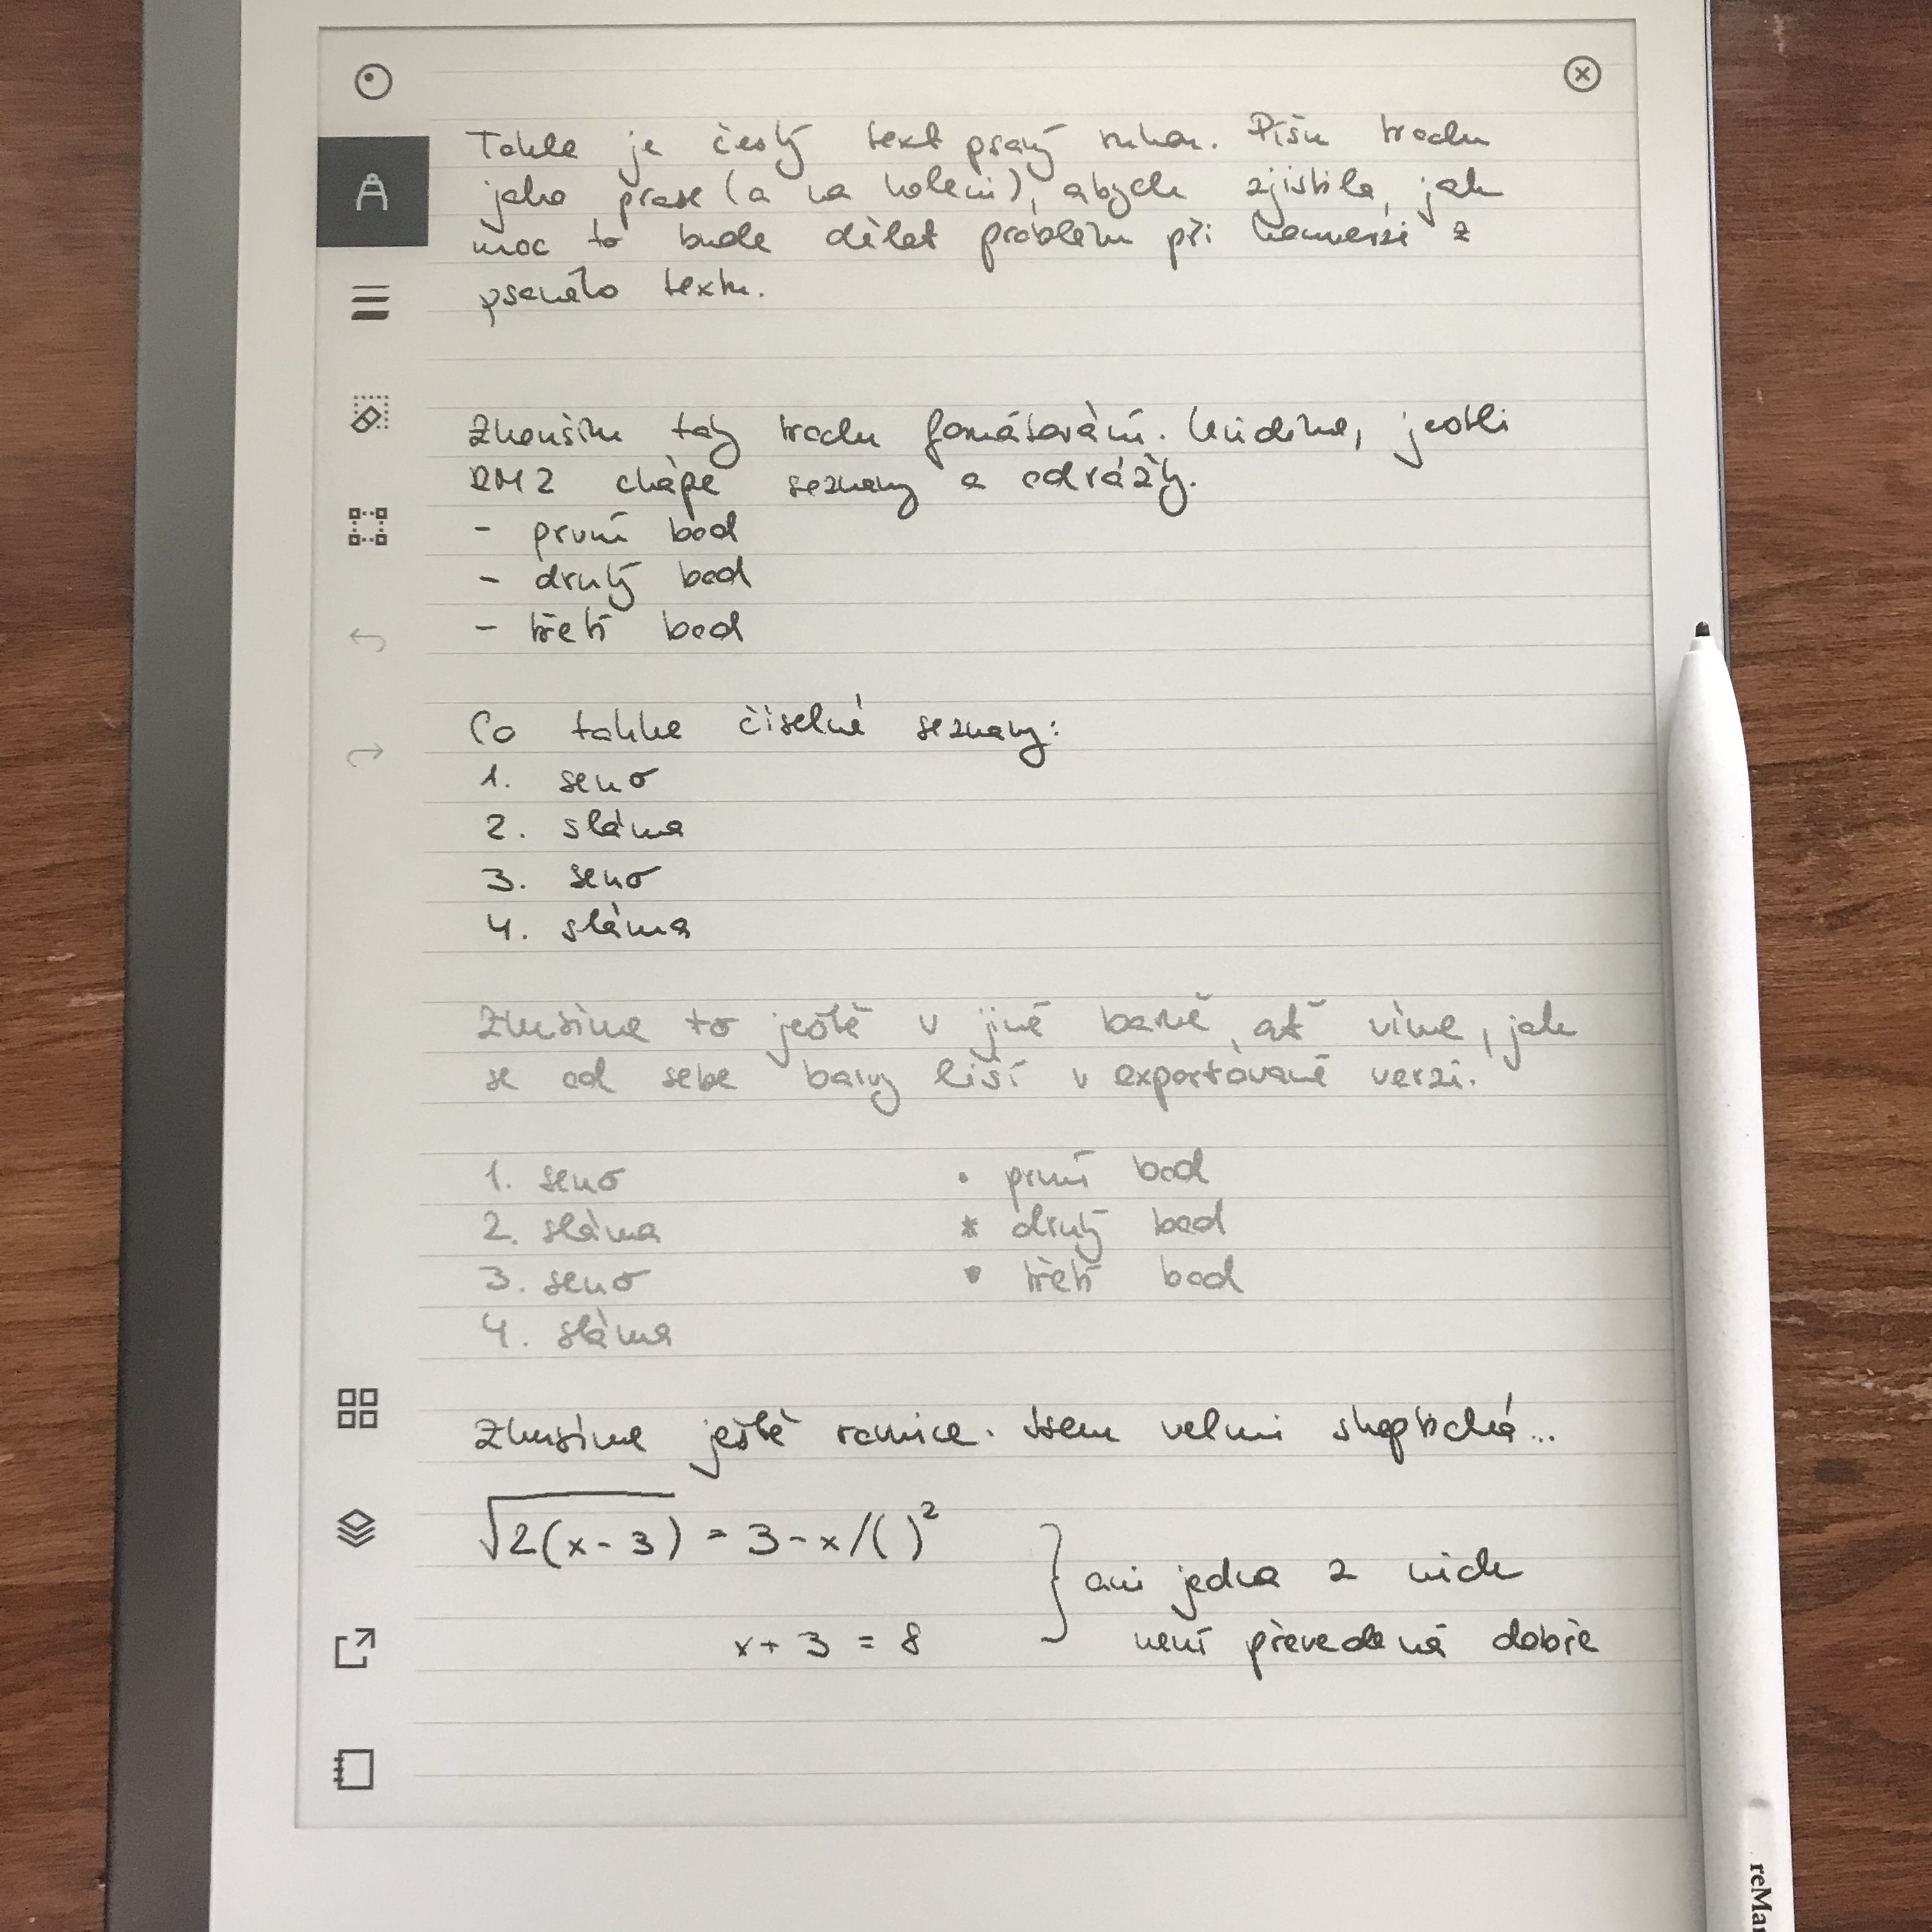 Tohle je český text psaný rukou. Píšu trochu
jako prase (a na koleni), abych zjistila, jak
moc to bude dělat problém při konverzi z
psaného textu.
Zkouším taky trochu formátování. Uvidíme, jestli
RM2 chápe seznamy a odrážky.
- první bod
- druhý bod
- třetí bod
Co takhle číselné seznamy:
1. seno
2. sláma
3. seno
4. sláma
Zkusíme to ještě v jiné barvě, ať víme, jak
se od sebe barvy liší v exportované verzi.
1. seno
2. sláma
3. seno
4. sláma
• první bod
* druhý bod
• třetí bod
Zkusíme ještě rovnice. Jsem velmi skeptická...
√2(x-3) = 3-x/( )²
x+3 = 8
} ani jedna z nich
není převedená dobře